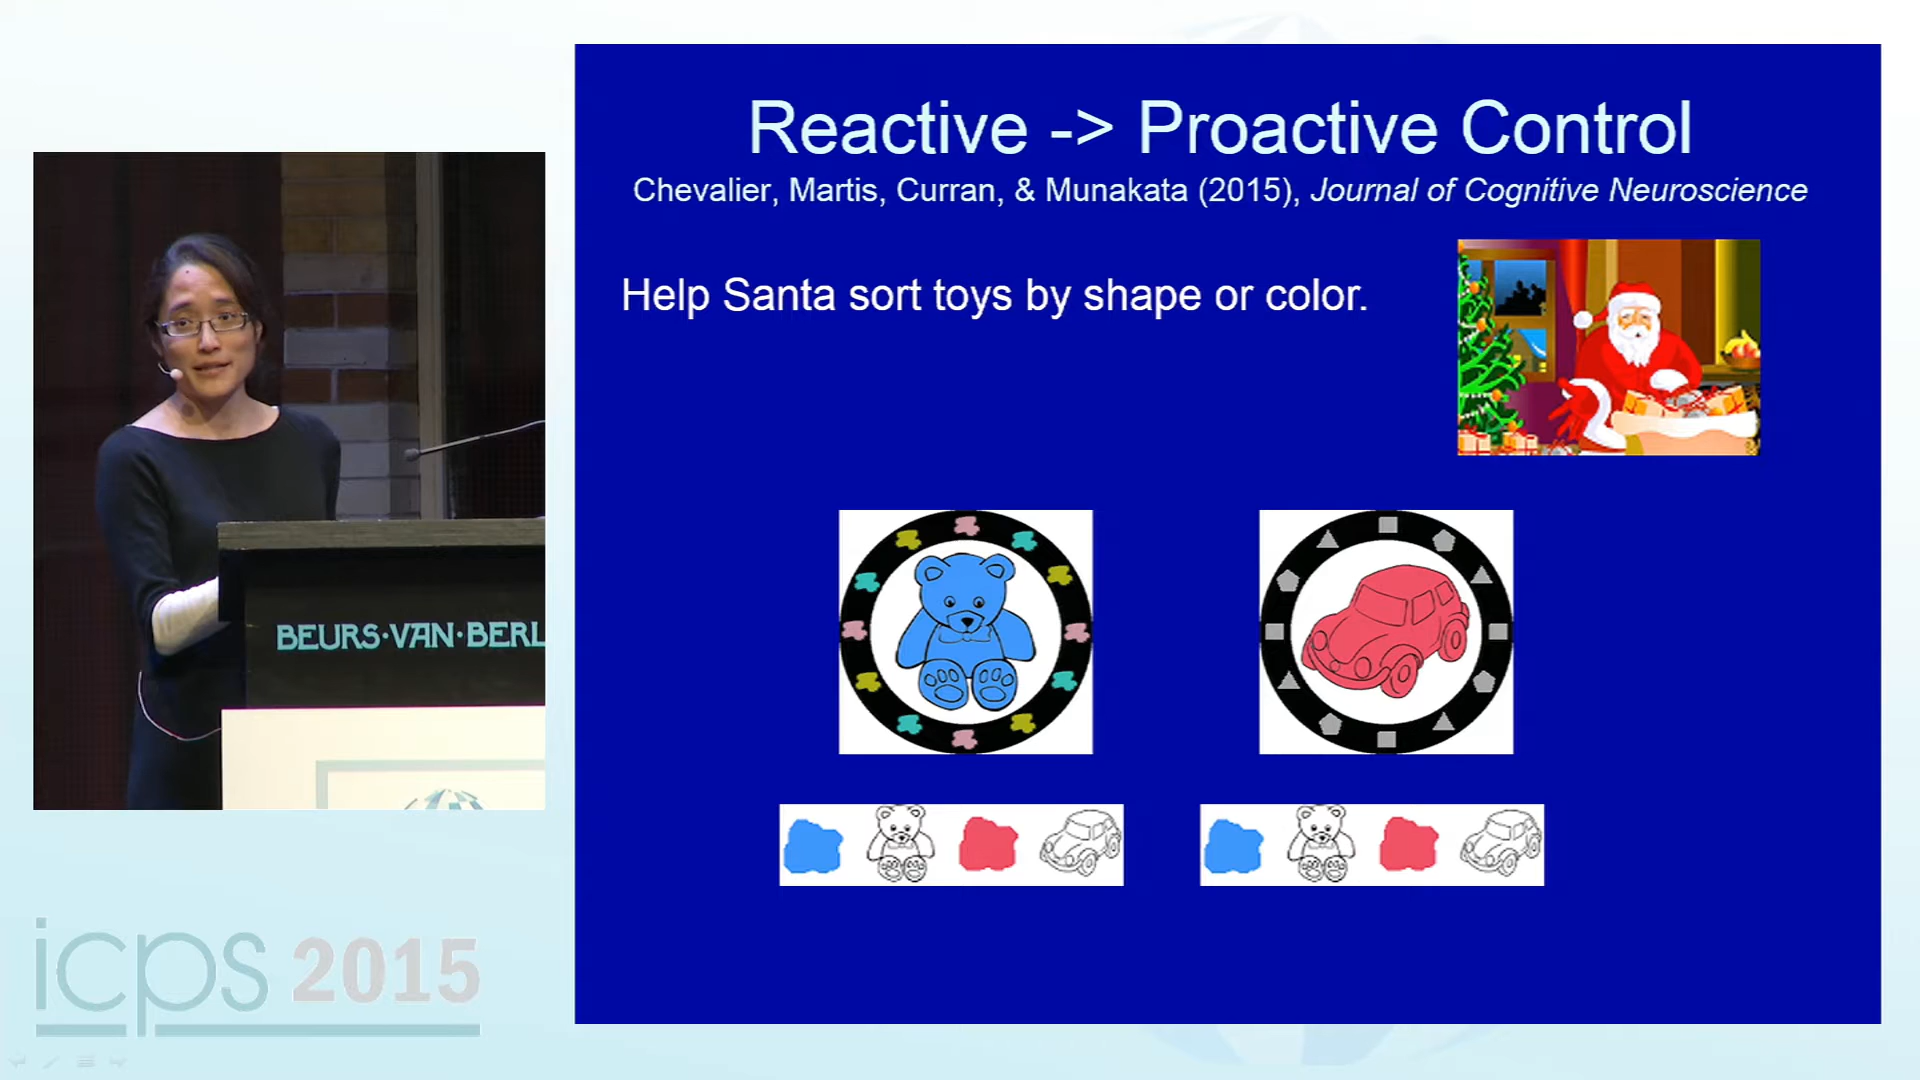 Reactive -> Proactive Control
Chevalier, Martis, Curran, & Munakata (2015), Journal of Cognitive Neuroscience
Help Santa sort toys by shape or color.
BEURS·VAN·BERL
icps 2015